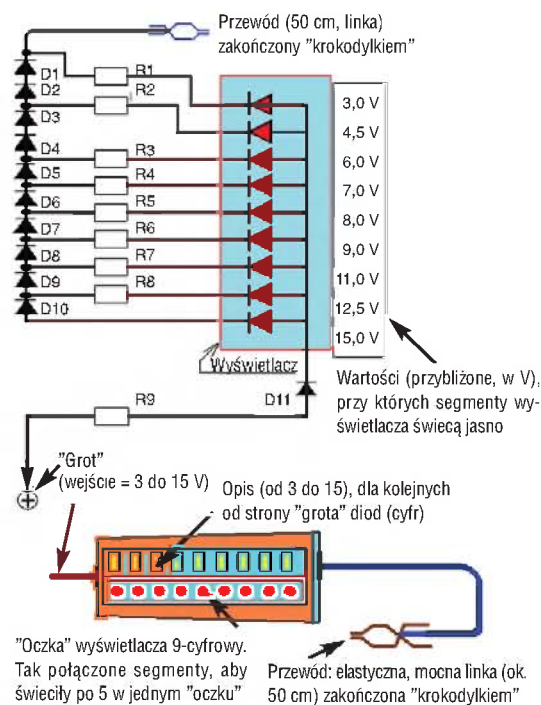 Przewód (50 cm, linka)
zakończony "krokodylkiem"
D1
R1
D2
R2
D3
D4
R3
D5
R4
D6
R5
D7
R6
D8
R7
D9
R8
D10
3,0 V
4,5 V
6,0 V
7,0 V
8,0 V
9,0 V
11,0 V
12,5 V
15,0 V
Wyświetlacz
Wartości (przybliżone, w V),
przy których segmenty wy-
świetlacza świecą jasno
R9
D11
"Grot"
(wejście = 3 do 15 V)
Opis (od 3 do 15), dla kolejnych
od strony "grota" diod (cyfr)
"Oczka" wyświetlacza 9-cyfrowy.
Tak połączone segmenty, aby
świeciły po 5 w jednym "oczku"
Przewód: elastyczna, mocna linka (ok.
50 cm) zakończona "krokodylkiem"